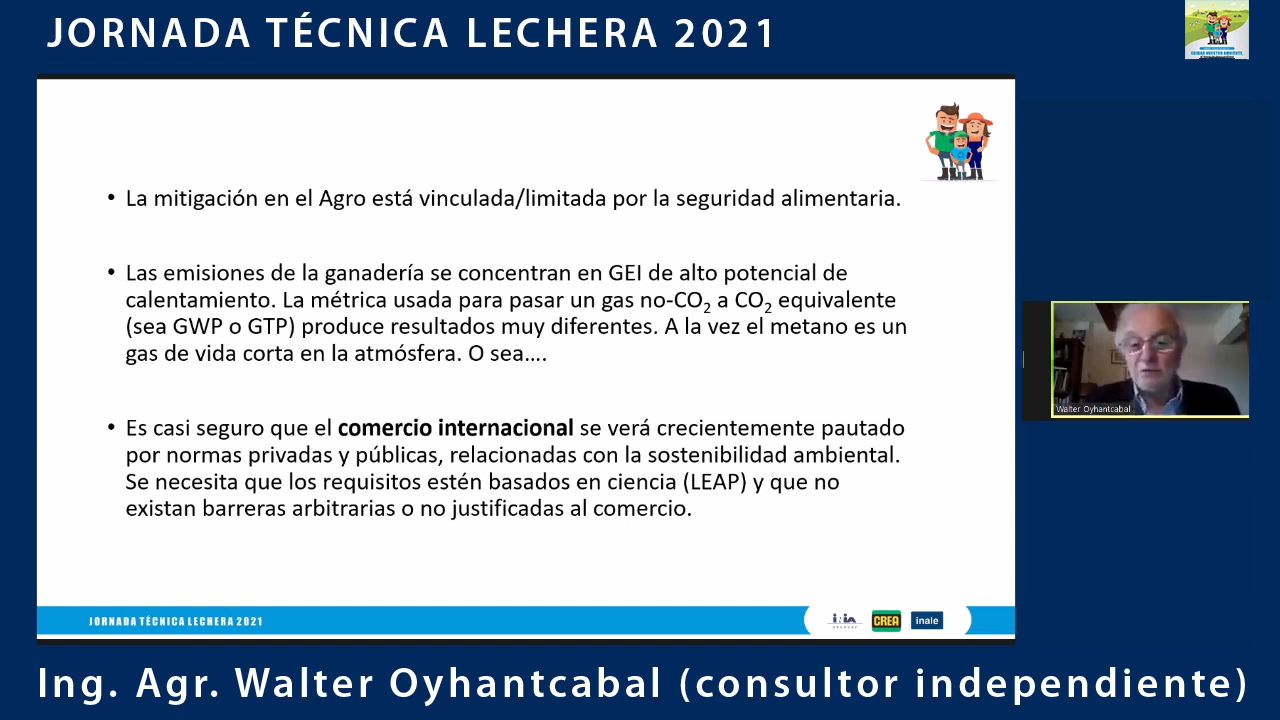 JORNADA TÉCNICA LECHERA 2021
• La mitigación en el Agro está vinculada/limitada por la seguridad alimentaria.
• Las emisiones de la ganadería se concentran en GEI de alto potencial de
calentamiento. La métrica usada para pasar un gas no-CO₂ a CO₂ equivalente
(sea GWP o GTP) produce resultados muy diferentes. A la vez el metano es un
gas de vida corta en la atmósfera. O sea….
• Es casi seguro que el comercio internacional se verá crecientemente pautado
por normas privadas y públicas, relacionadas con la sostenibilidad ambiental.
Se necesita que los requisitos estén basados en ciencia (LEAP) y que no
existan barreras arbitrarias o no justificadas al comercio.
Walter Oyhantcabal
JORNADA TÉCNICA LECHERA 2021
INIA
URUGUAY
CREA
inale
Ing. Agr. Walter Oyhantcabal (consultor independiente)